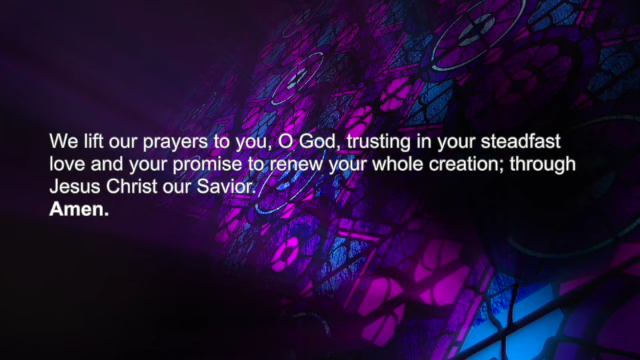 We lift our prayers to you, O God, trusting in your steadfast
love and your promise to renew your whole creation; through
Jesus Christ our Savior.
Amen.